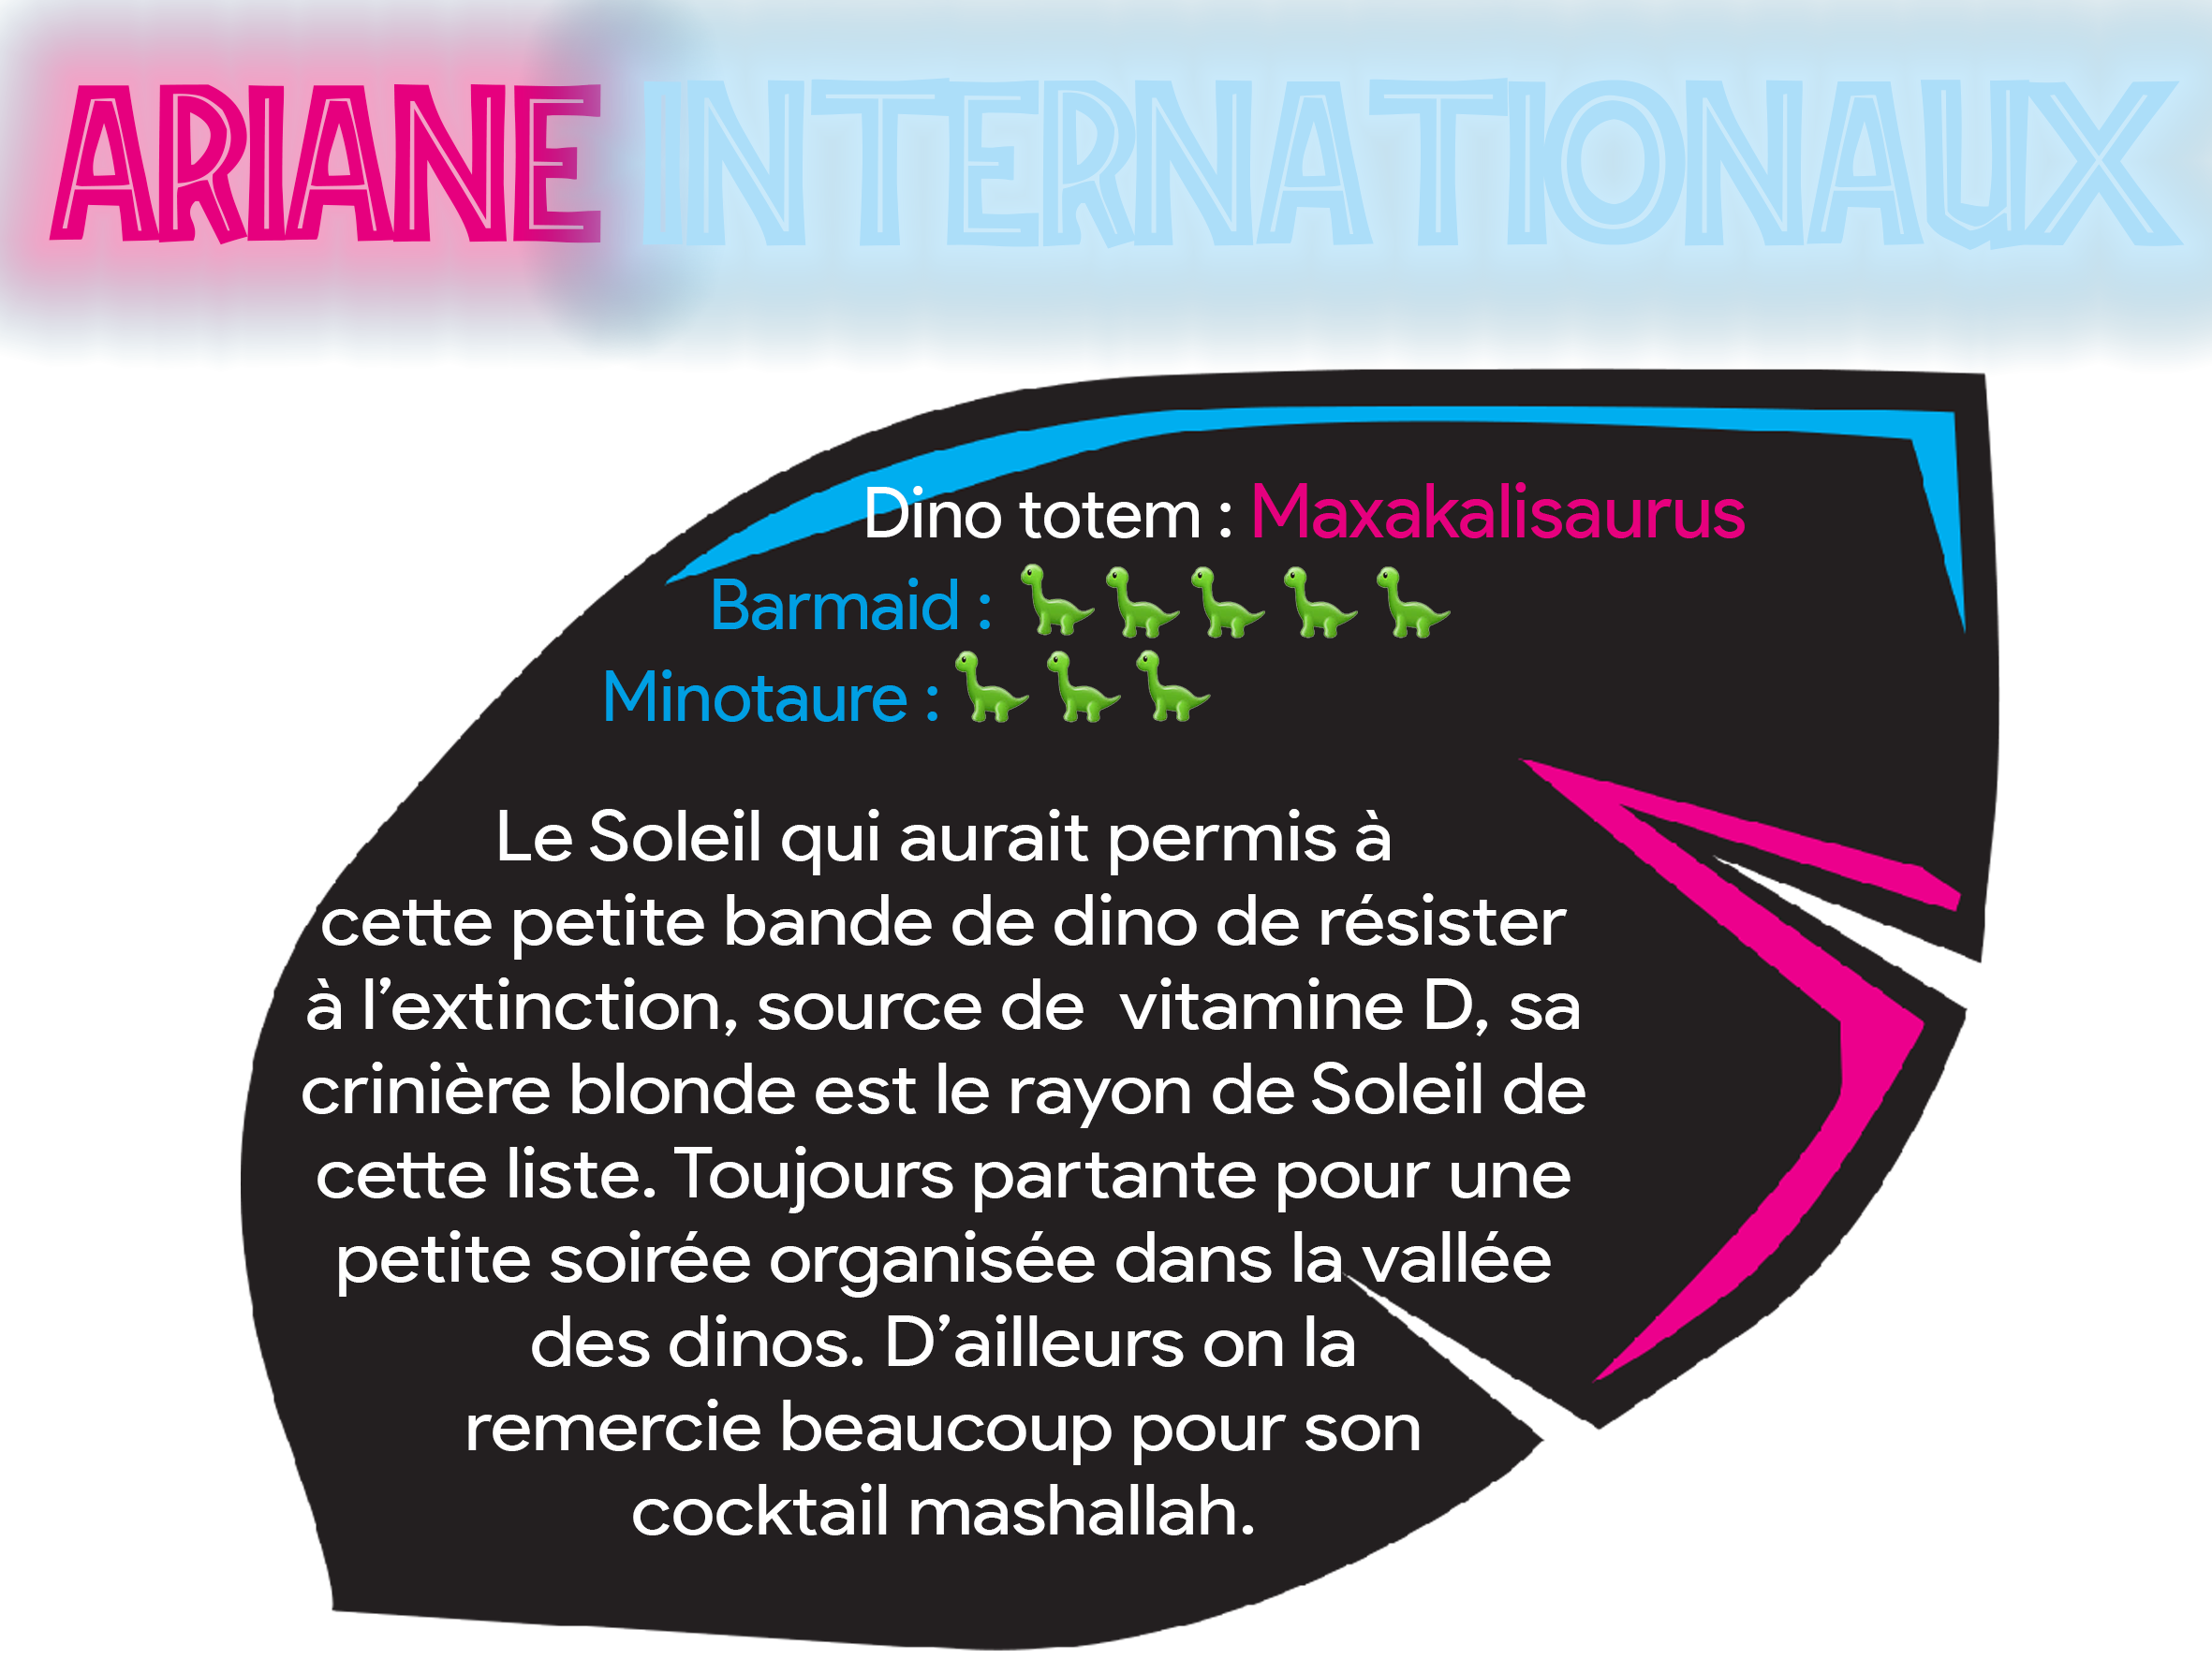 ARIANE INTERNATIONAUX
Dino totem : Maxakalisaurus
Barmaid : 🦕🦕🦕🦕🦕
Minotaure : 🦕🦕🦕
Le Soleil qui aurait permis à
cette petite bande de dino de résister
à l’extinction, source de  vitamine D, sa
crinière blonde est le rayon de Soleil de
cette liste. Toujours partante pour une
petite soirée organisée dans la vallée
des dinos. D’ailleurs on la
remercie beaucoup pour son
cocktail mashallah.